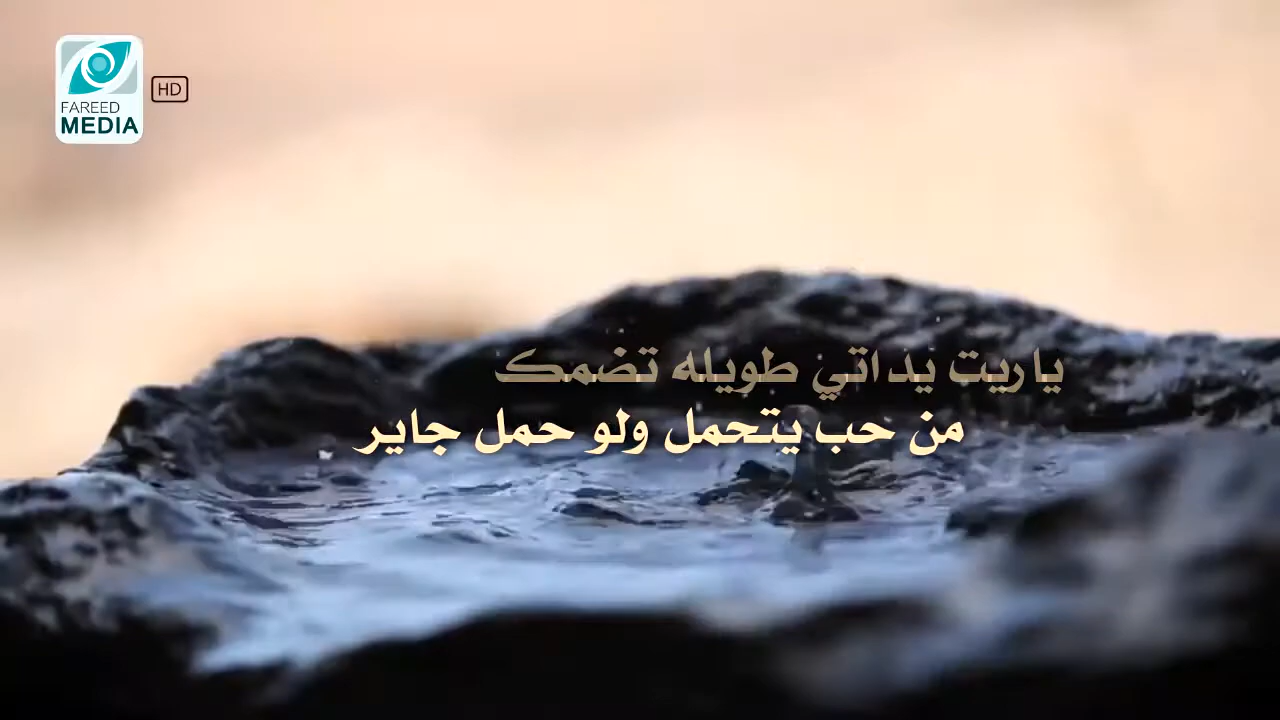 FAREED
MEDIA
HD
ياريت يداتي طويله تضمك
من حب يتحمل ولو حمل جاير